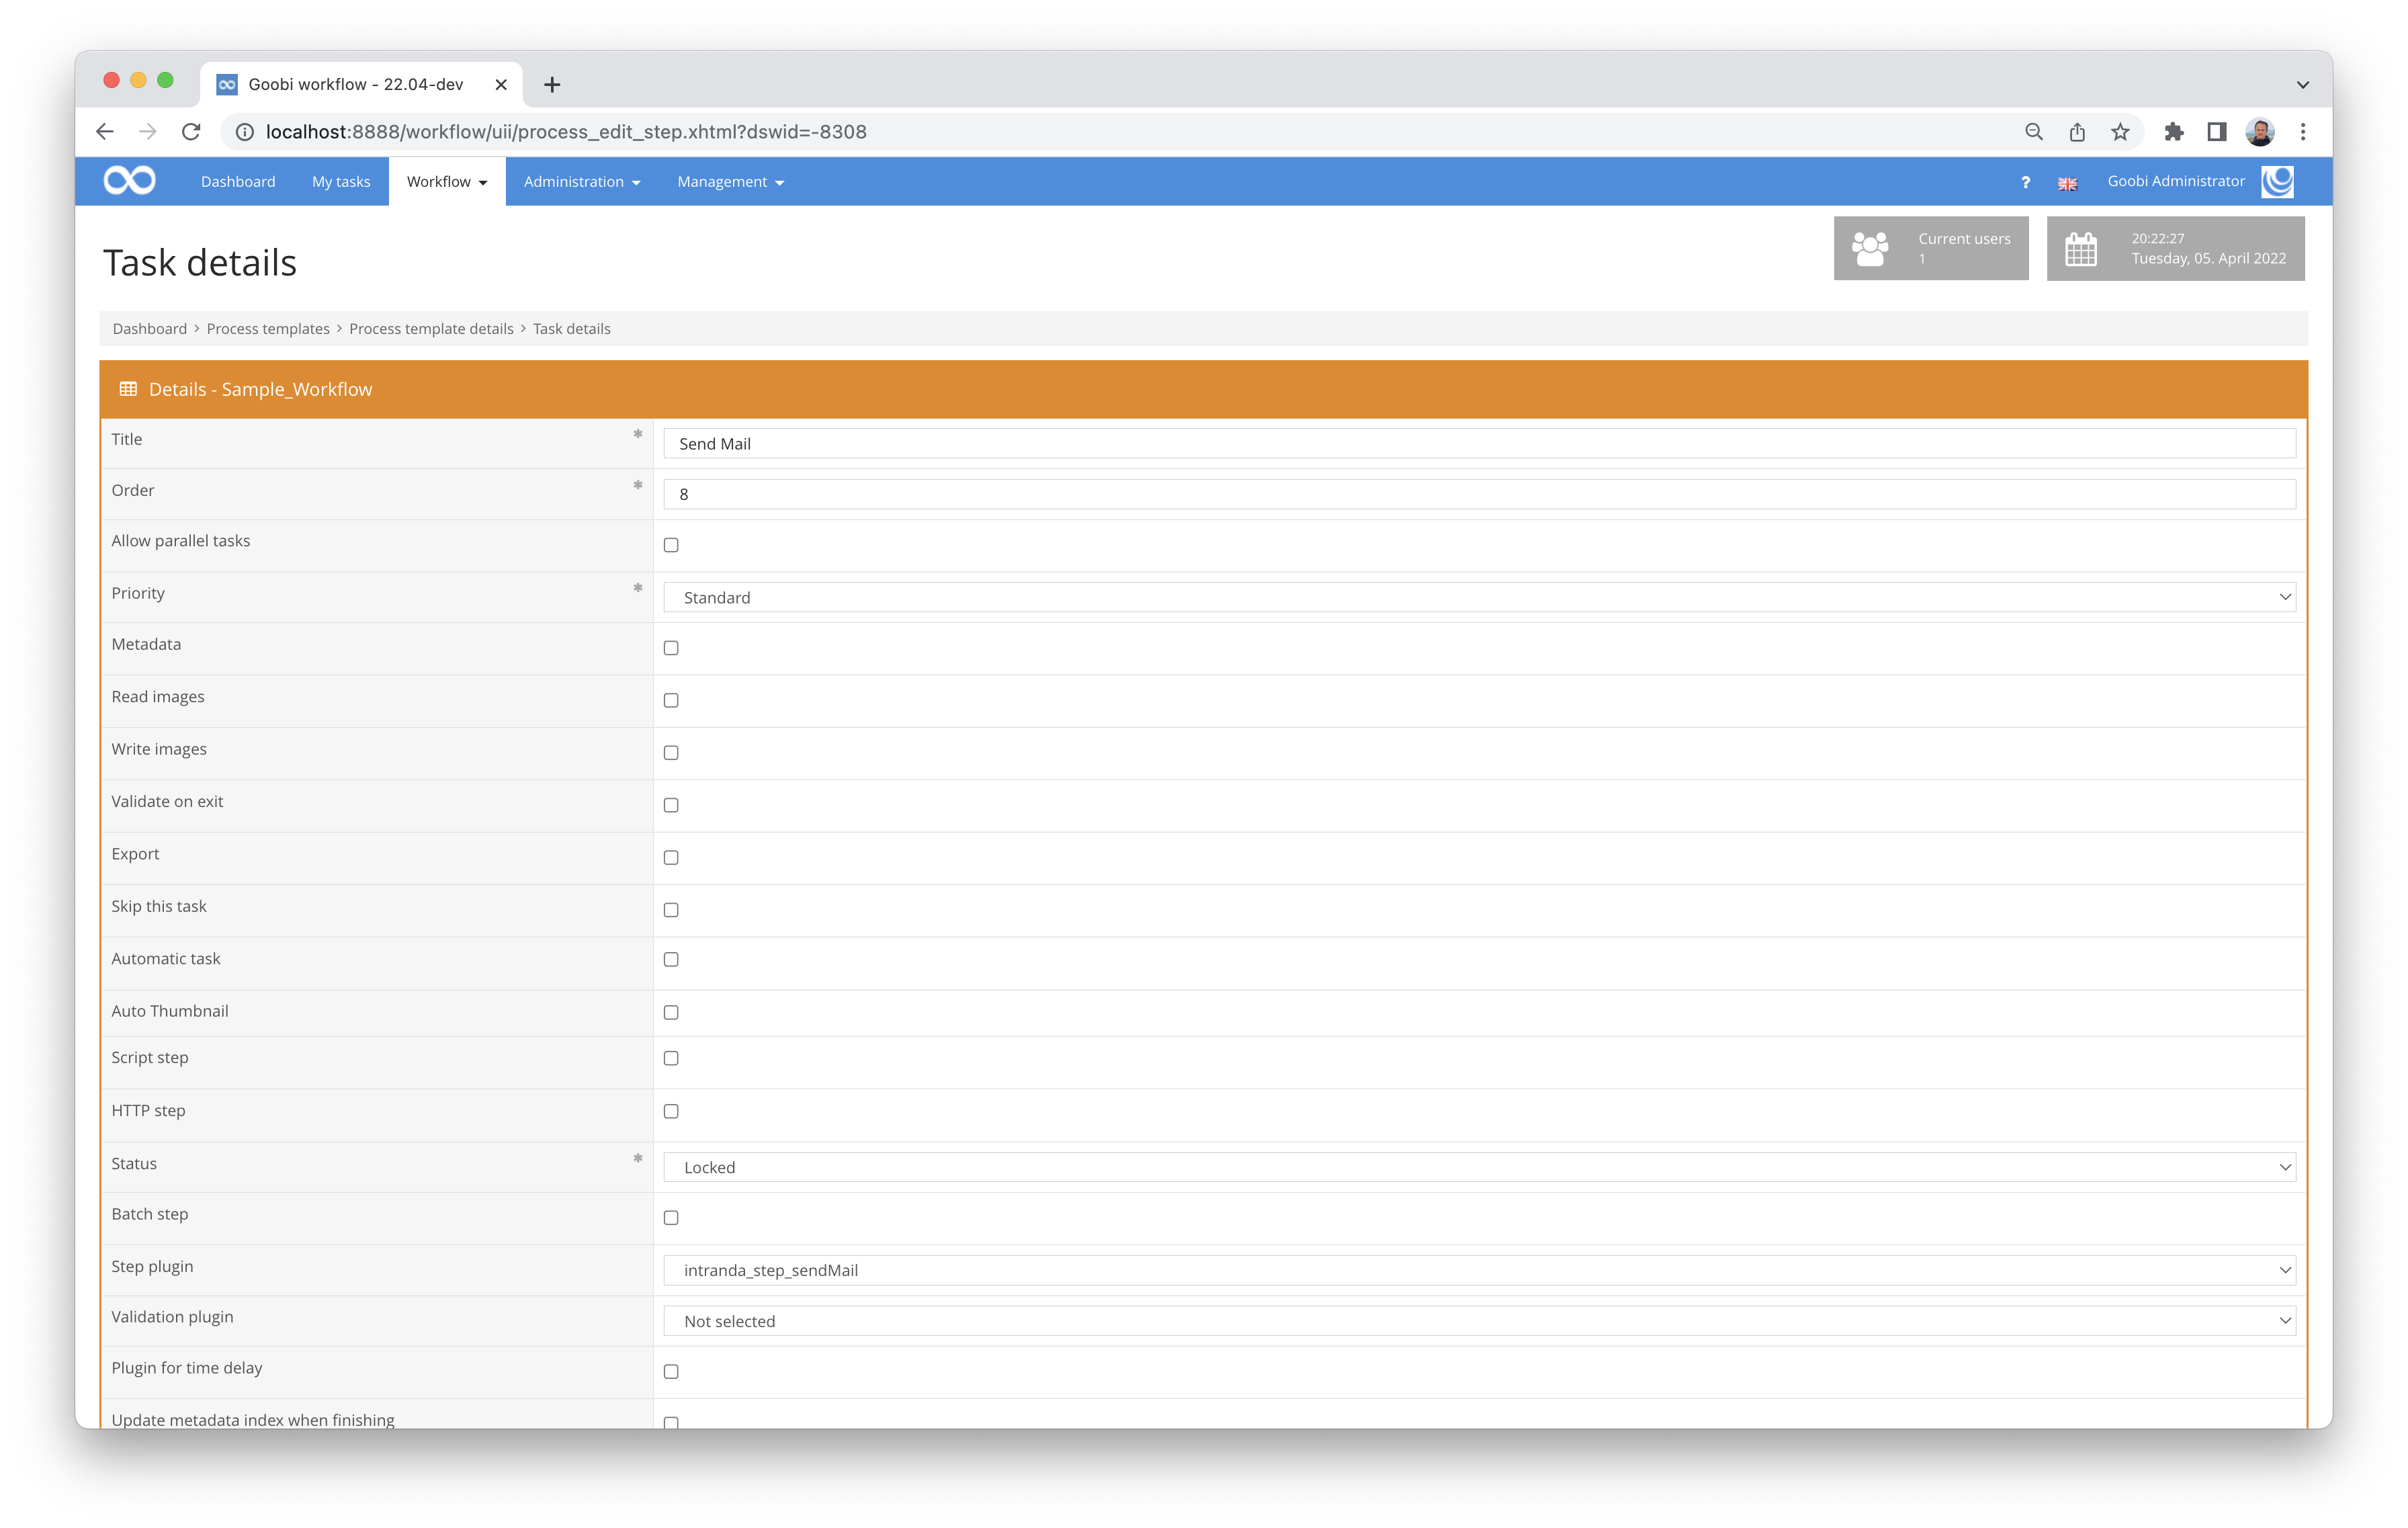 Goobi workflow - 22.04-dev
localhost:8888/workflow/uii/process_edit_step.xhtml?dswid=-8308
Dashboard My tasks Workflow Administration Management ? Goobi Administrator
Task details
Current users
1
20:22:27
Tuesday, 05. April 2022
Dashboard > Process templates > Process template details > Task details
Details - Sample_Workflow
Title * Send Mail
Order * 8
Allow parallel tasks
Priority * Standard
Metadata
Read images
Write images
Validate on exit
Export
Skip this task
Automatic task
Auto Thumbnail
Script step
HTTP step
Status * Locked
Batch step
Step plugin intranda_step_sendMail
Validation plugin Not selected
Plugin for time delay
Update metadata index when finishing